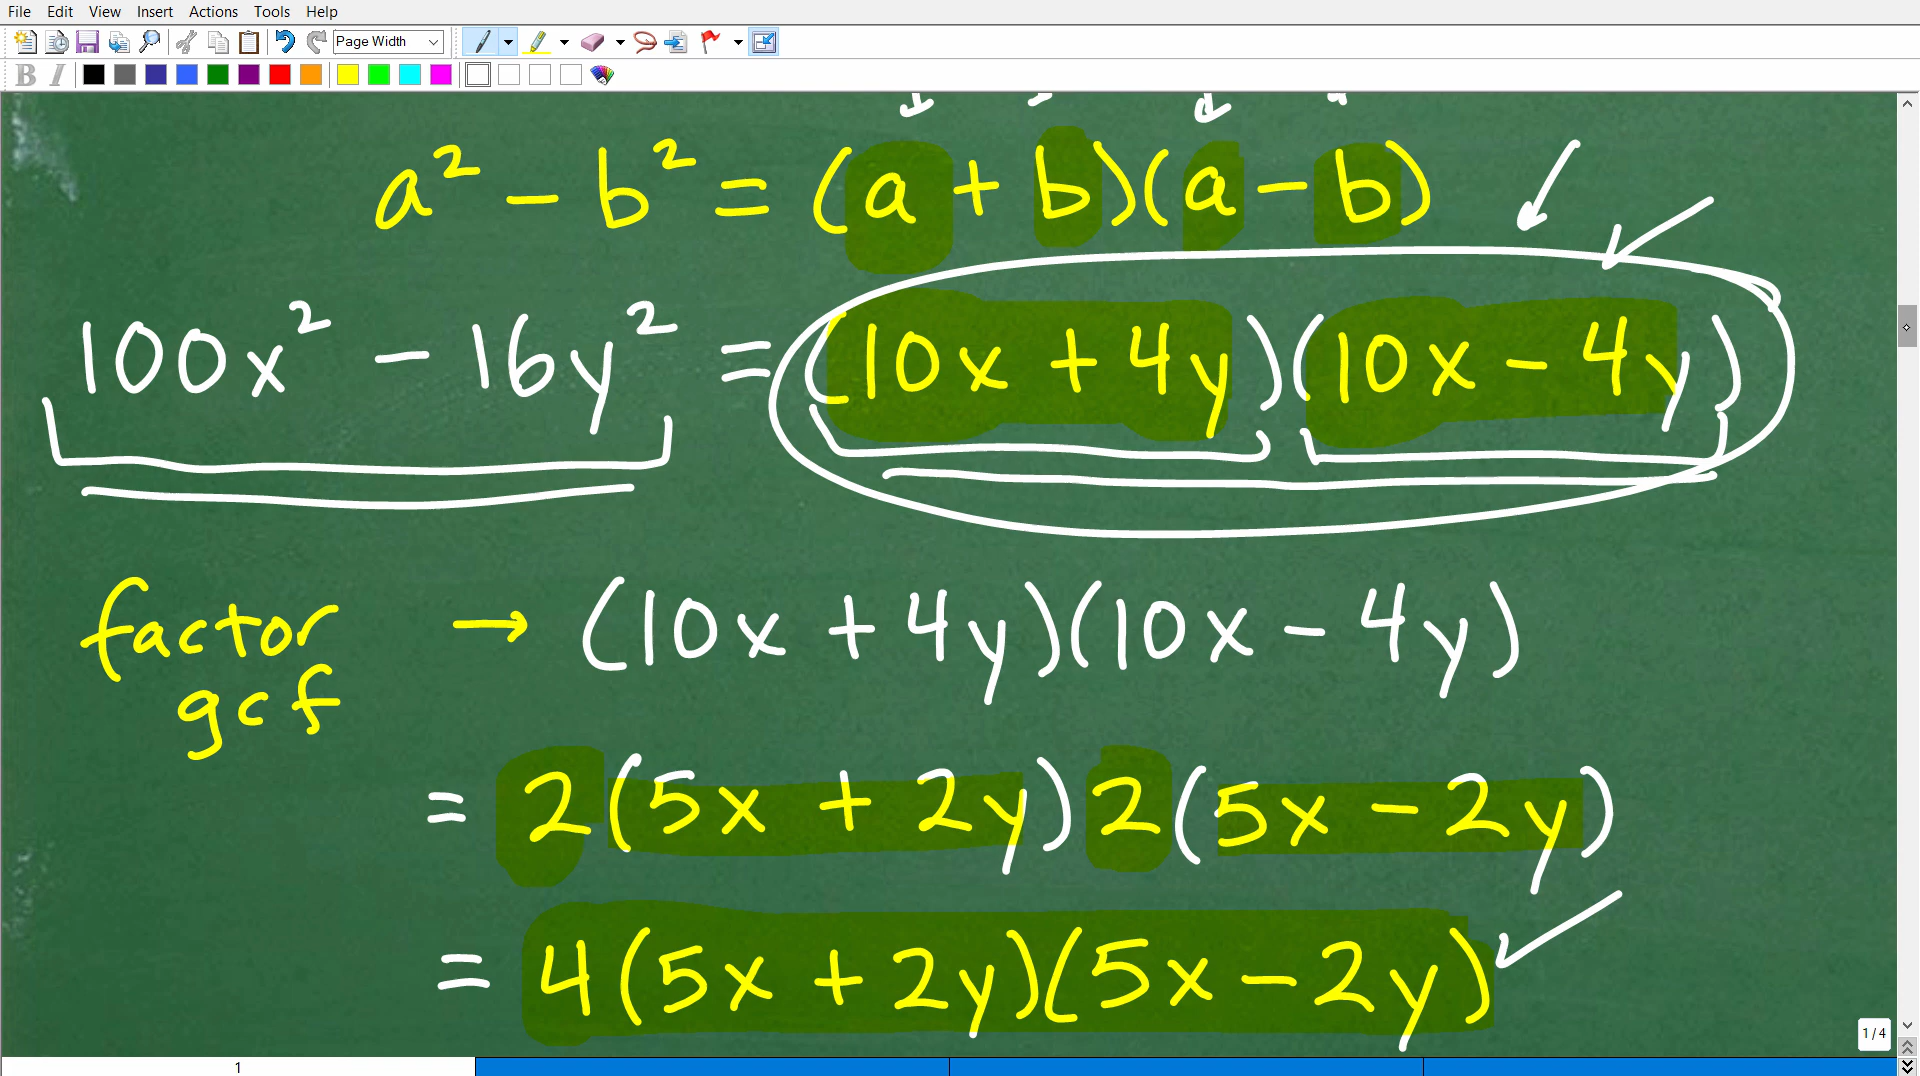 File Edit View Insert Actions Tools Help
Page Width
B I
a² − b² = (a + b)(a − b)
100x² − 16y² = (10x + 4y)(10x − 4y)
factor → (10x + 4y)(10x − 4y)
gcf
= 2(5x + 2y) 2(5x − 2y)
= 4(5x + 2y)(5x − 2y)
1 / 4
1